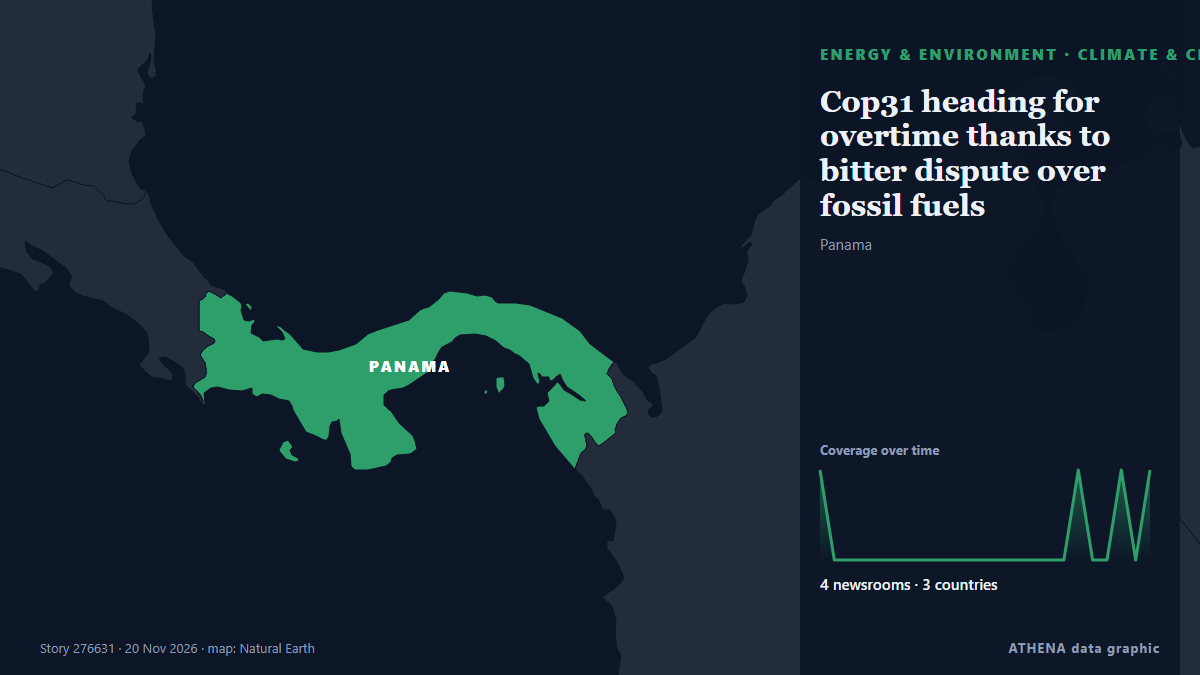 ENERGY & ENVIRONMENT · CLIMATE &
Cop31 heading for
overtime thanks to
bitter dispute over
fossil fuels
Panama
PANAMA
Coverage over time
4 newsrooms · 3 countries
Story 276631 · 20 Nov 2026 · map: Natural Earth
ATHENA data graphic